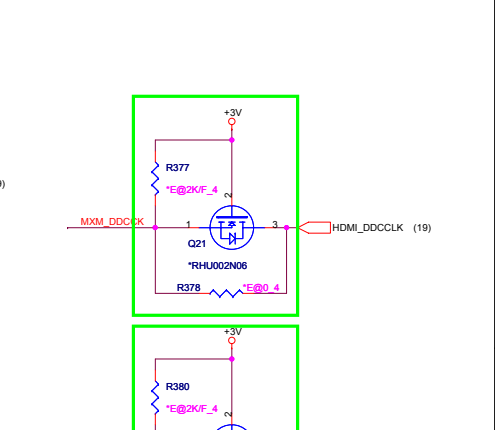 +3V
R377
9)
*E@2K/F_4
2
MXM_DDCCK
1
3
HDMI_DDCCLK (19)
Q21
*RHU002N06
R378
*E@0_4
+3V
R380
*E@2K/F_4
2